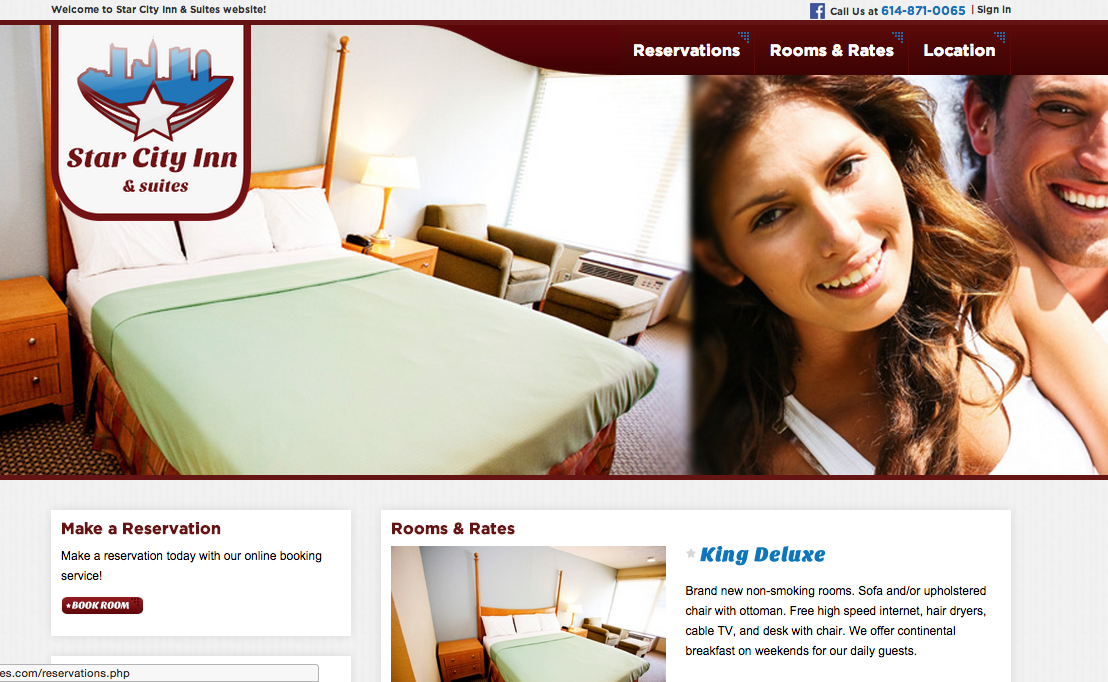 Welcome to Star City Inn & Suites website!
Call Us at 614-871-0065 | Sign In
Reservations
Rooms & Rates
Location
Star City Inn
& suites
Make a Reservation
Make a reservation today with our online booking
service!
BOOK ROOM
Rooms & Rates
King Deluxe
Brand new non-smoking rooms. Sofa and/or upholstered
chair with ottoman. Free high speed internet, hair dryers,
cable TV, and desk with chair. We offer continental
breakfast on weekends for our daily guests.
es.com/reservations.php